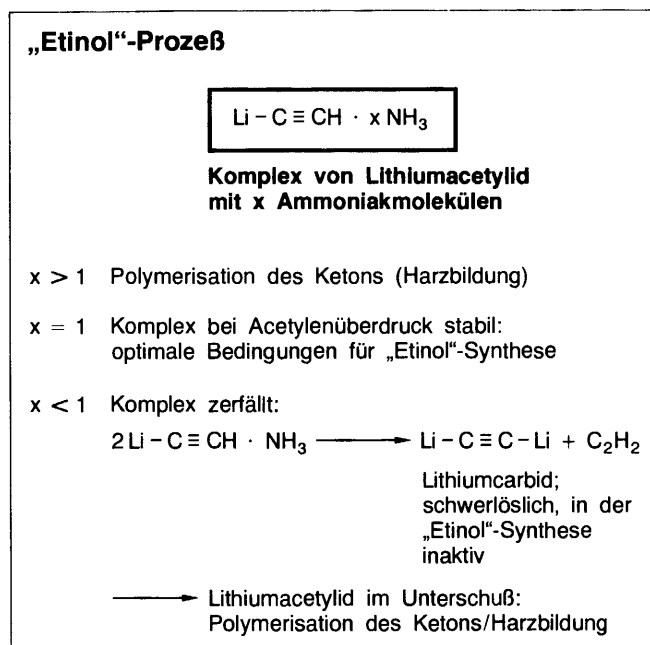 „Etinol“-Prozeß
Li – C ≡ CH · x NH₃
Komplex von Lithiumacetylid
mit x Ammoniakmolekülen
x > 1 Polymerisation des Ketons (Harzbildung)
x = 1 Komplex bei Acetylenüberdruck stabil:
optimale Bedingungen für „Etinol“-Synthese
x < 1 Komplex zerfällt:
2 Li – C ≡ CH · NH₃ ⟶ Li – C ≡ C – Li + C₂H₂
Lithiumcarbid;
schwerlöslich, in der
„Etinol“-Synthese
inaktiv
⟶ Lithiumacetylid im Unterschuß:
Polymerisation des Ketons/Harzbildung